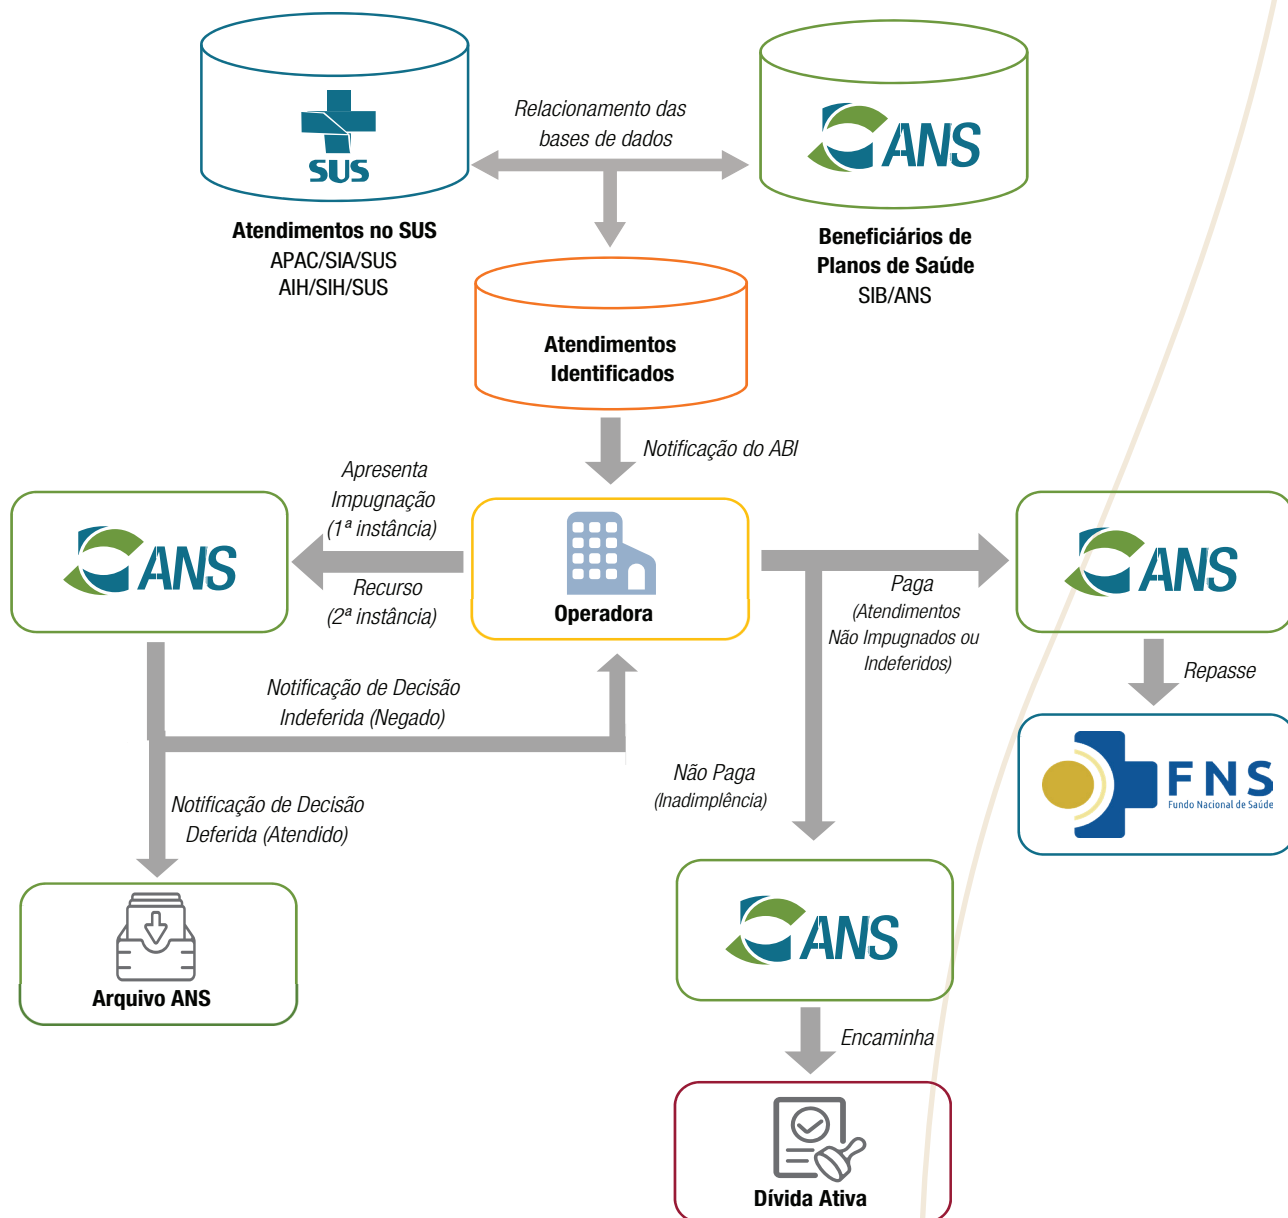 SUS
Relacionamento das
bases de dados
ANS
Atendimentos no SUS
APAC/SIA/SUS
AIH/SIH/SUS
Beneficiários de
Planos de Saúde
SIB/ANS
Atendimentos
Identificados
Notificação do ABI
Apresenta
Impugnação
(1ª instância)
Recurso
(2ª instância)
ANS
Operadora
Paga
(Atendimentos
Não Impugnados ou
Indeferidos)
ANS
Repasse
FNS
Fundo Nacional de Saúde
Notificação de Decisão
Indeferida (Negado)
Notificação de Decisão
Deferida (Atendido)
Não Paga
(Inadimplência)
Arquivo ANS
ANS
Encaminha
Dívida Ativa